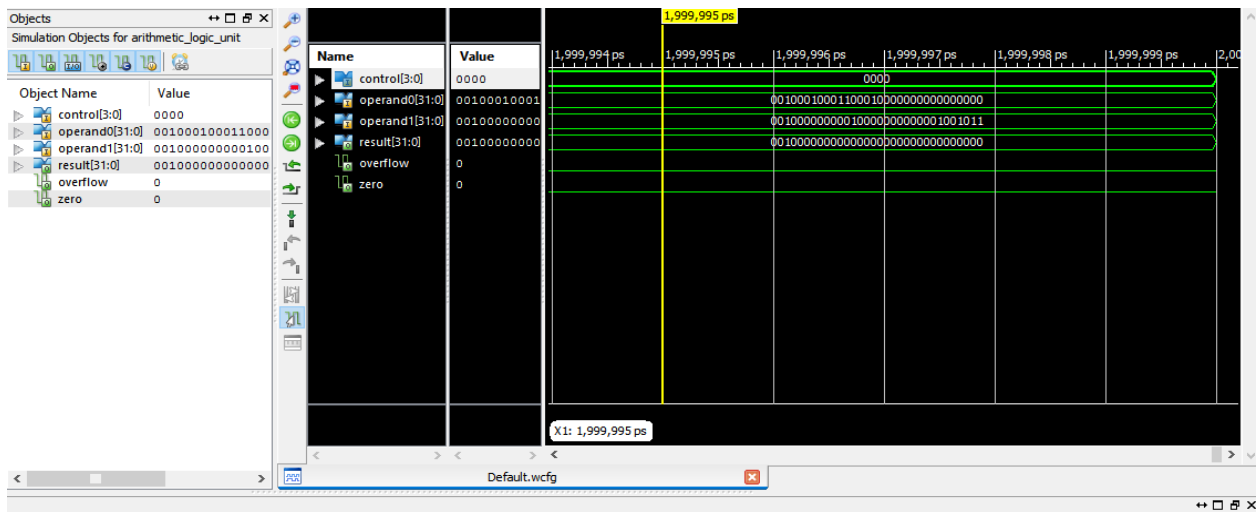 Objects
Simulation Objects for arithmetic_logic_unit
Object Name Value
control[3:0] 0000
operand0[31:0] 001000100011000
operand1[31:0] 001000000000100
result[31:0] 001000000000000
overflow 0
zero 0
1,999,995 ps
Name Value
1,999,994 ps 1,999,995 ps 1,999,996 ps 1,999,997 ps 1,999,998 ps 1,999,999 ps 2,00
control[3:0] 0000 0000
operand0[31:0] 00100010001 00100010001100010000000000000000
operand1[31:0] 00100000000 00100000000010000000000001001011
result[31:0] 00100000000 00100000000000000000000000000000
overflow 0
zero 0
X1: 1,999,995 ps
Default.wcfg